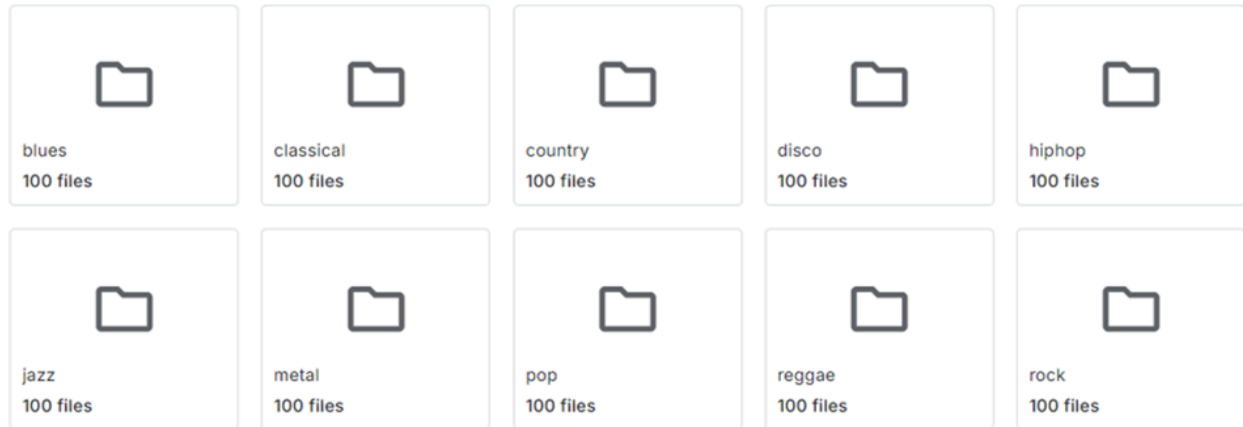 blues
100 files
classical
100 files
country
100 files
disco
100 files
hiphop
100 files
jazz
100 files
metal
100 files
pop
100 files
reggae
100 files
rock
100 files